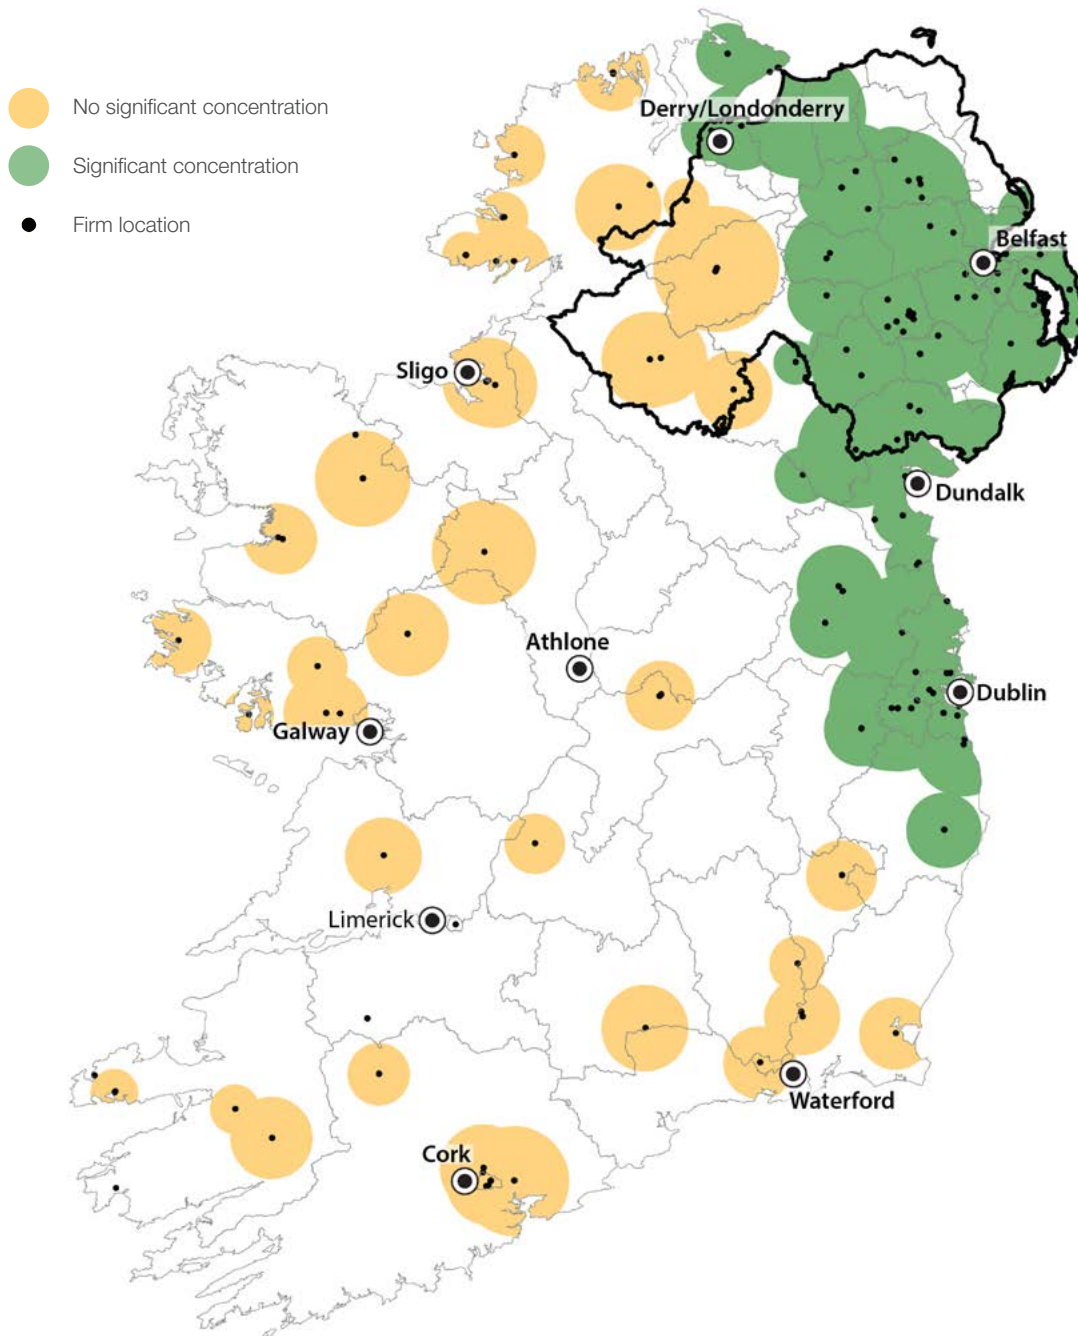 No significant concentration
Significant concentration
Firm location
Derry/Londonderry
Belfast
Sligo
Dundalk
Athlone
Dublin
Galway
Limerick
Waterford
Cork